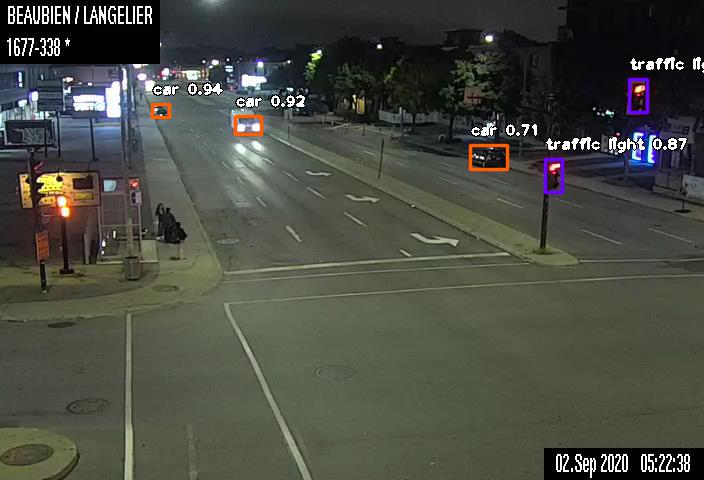 BEAUBIEN / LANGELIER
1677-338 *
traffic lig
car 0.94
car 0.92
car 0.71
traffic light 0.87
02.Sep 2020 05:22:38